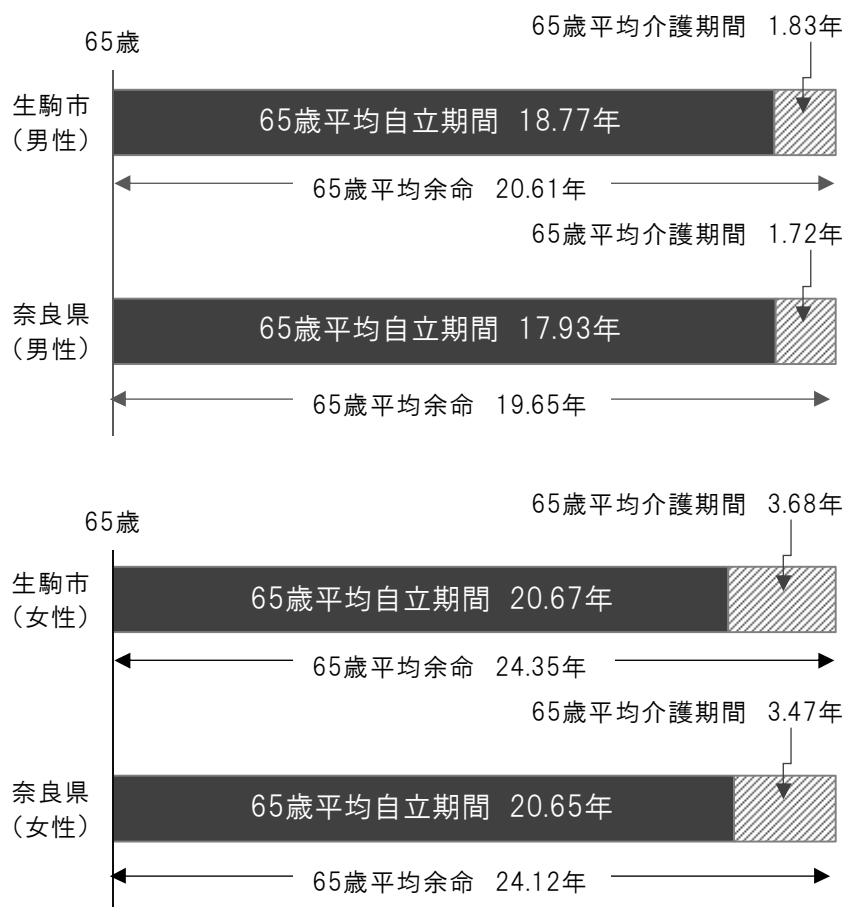 65歳平均介護期間 1.83年
65歳
生駒市
（男性）
65歳平均自立期間 18.77年
65歳平均余命 20.61年
65歳平均介護期間 1.72年
奈良県
（男性）
65歳平均自立期間 17.93年
65歳平均余命 19.65年
65歳平均介護期間 3.68年
65歳
生駒市
（女性）
65歳平均自立期間 20.67年
65歳平均余命 24.35年
65歳平均介護期間 3.47年
奈良県
（女性）
65歳平均自立期間 20.65年
65歳平均余命 24.12年